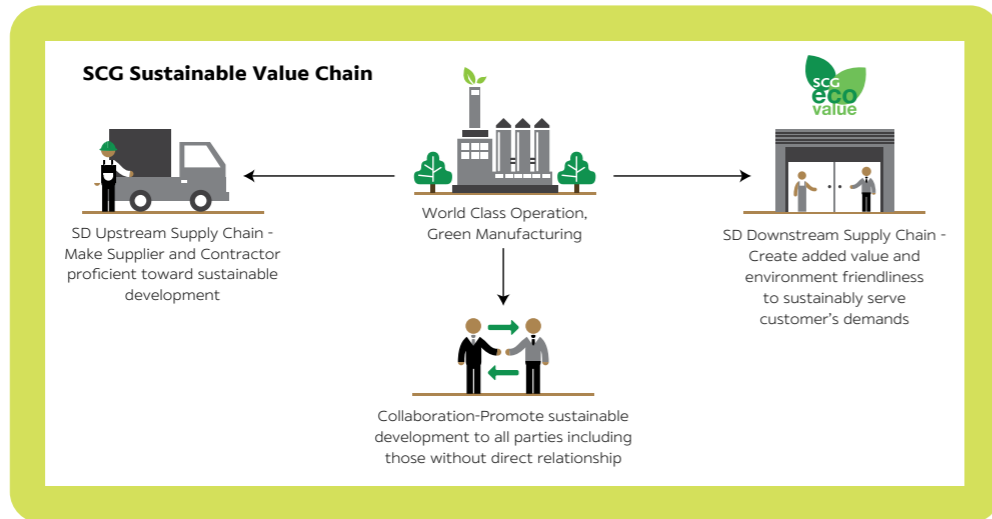 SCG Sustainable Value Chain
SCG
eco
value
SD Upstream Supply Chain -
Make Supplier and Contractor
proficient toward sustainable
development
World Class Operation,
Green Manufacturing
SD Downstream Supply Chain -
Create added value and
environment friendliness
to sustainably serve
customer's demands
Collaboration-Promote sustainable
development to all parties including
those without direct relationship